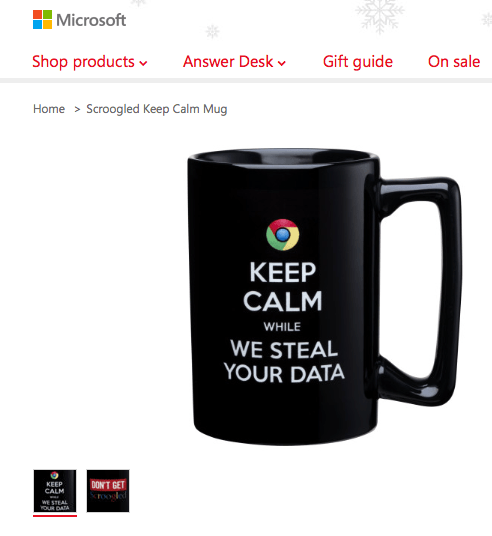 Microsoft
Shop products Answer Desk Gift guide On sale
Home > Scroogled Keep Calm Mug
KEEP
CALM
WHILE
WE STEAL
YOUR DATA
KEEP
CALM
WHILE
WE STEAL
YOUR DATA
DON'T GET
Scroogled